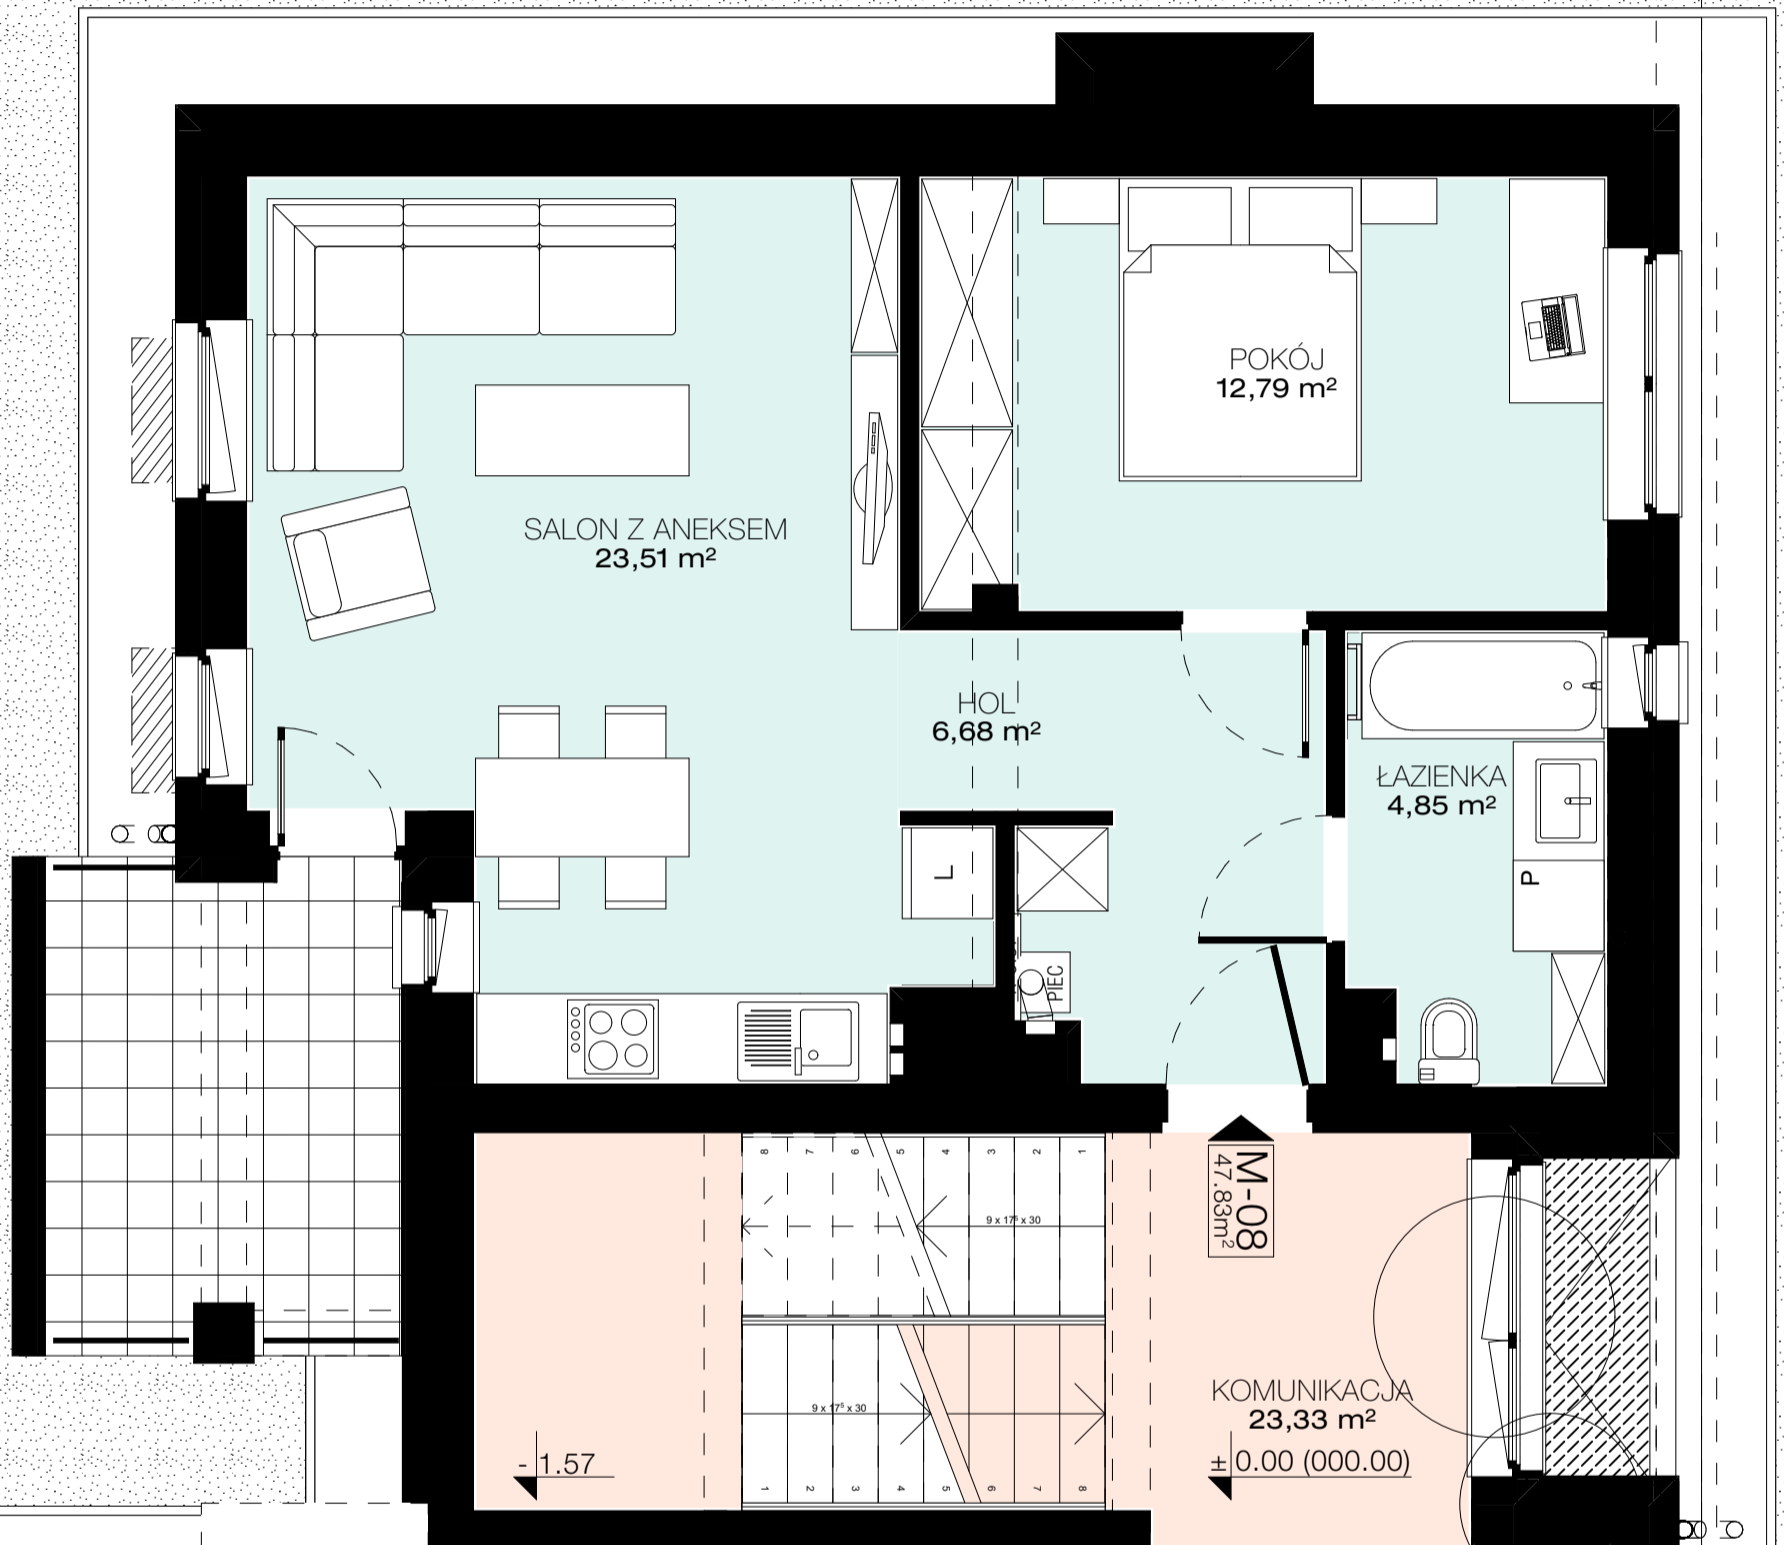 POKÓJ
12,79 m²
SALON Z ANEKSEM
23,51 m²
HOL
6,68 m²
ŁAZIENKA
4,85 m²
L
P
PIEC
8 7 6 5 4 3 2 1
9 x 17⁵ x 30
M-08
47.83m²
9 x 17⁵ x 30
KOMUNIKACJA
23,33 m²
- 1.57
± 0.00 (000.00)
1 2 3 4 5 6 7 8